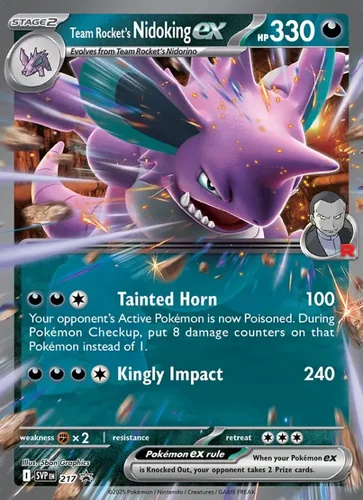 STAGE2
Team Rocket's Nidoking ex
HP 330
Evolves from Team Rocket's Nidorino
R
Tainted Horn 100
Your opponent's Active Pokémon is now Poisoned. During
Pokémon Checkup, put 8 damage counters on that
Pokémon instead of 1.
Kingly Impact 240
weakness ×2 resistance retreat
Illus. 5ban Graphics
I SVP EN 217
Pokémon ex rule
When your Pokémon ex
is Knocked Out, your opponent takes 2 Prize cards.
©2025 Pokémon / Nintendo / Creatures / GAME FREAK